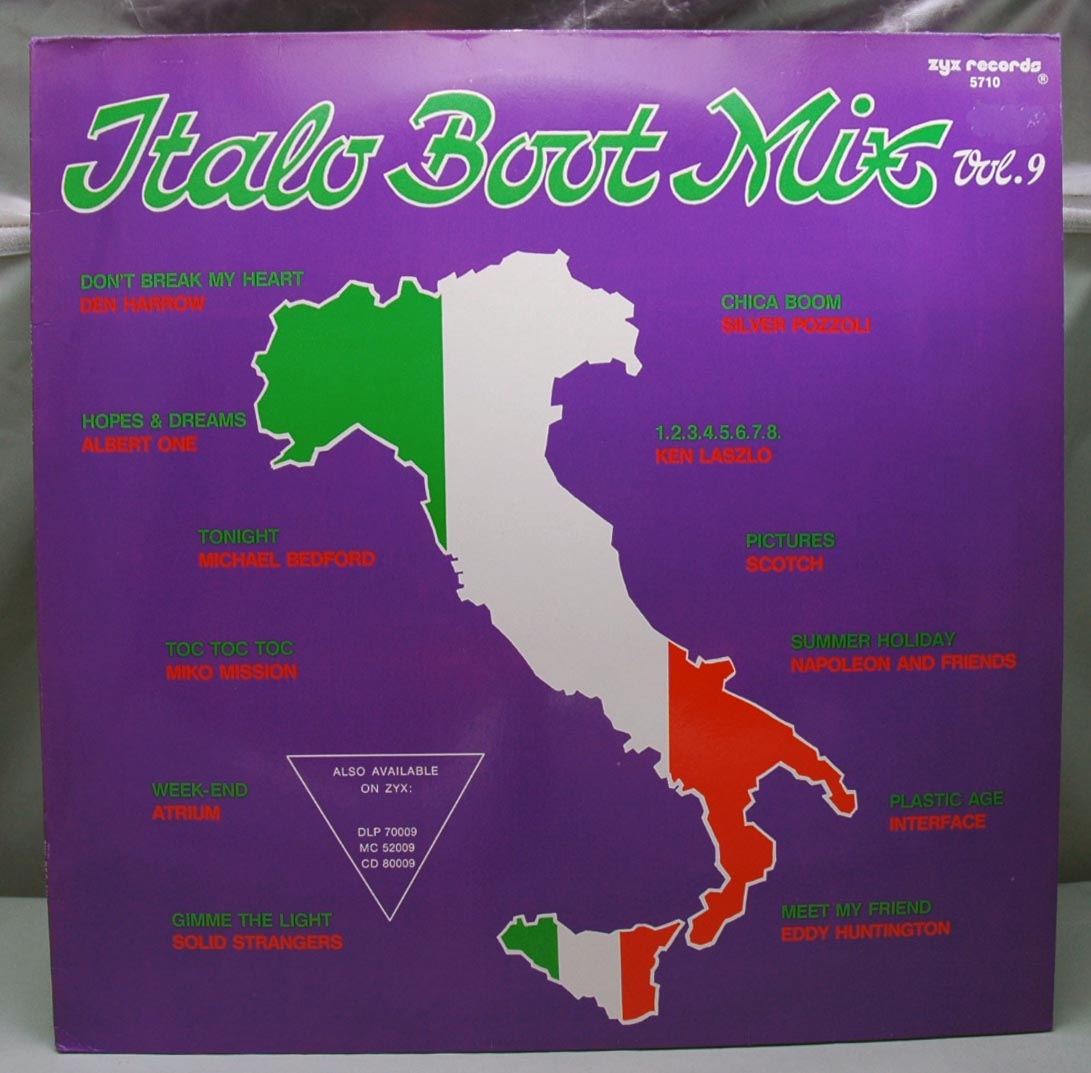 zyx records
5710 ®
Italo Boot Mix Vol.9
DON'T BREAK MY HEART
DEN HARROW
CHICA BOOM
SILVER POZZOLI
HOPES & DREAMS
ALBERT ONE
1.2.3.4.5.6.7.8.
KEN LASZLO
TONIGHT
MICHAEL BEDFORD
PICTURES
SCOTCH
TOC TOC TOC
MIKO MISSION
SUMMER HOLIDAY
NAPOLEON AND FRIENDS
WEEK-END
ATRIUM
ALSO AVAILABLE
ON ZYX:
DLP 70009
MC 52009
CD 80009
PLASTIC AGE
INTERFACE
GIMME THE LIGHT
SOLID STRANGERS
MEET MY FRIEND
EDDY HUNTINGTON